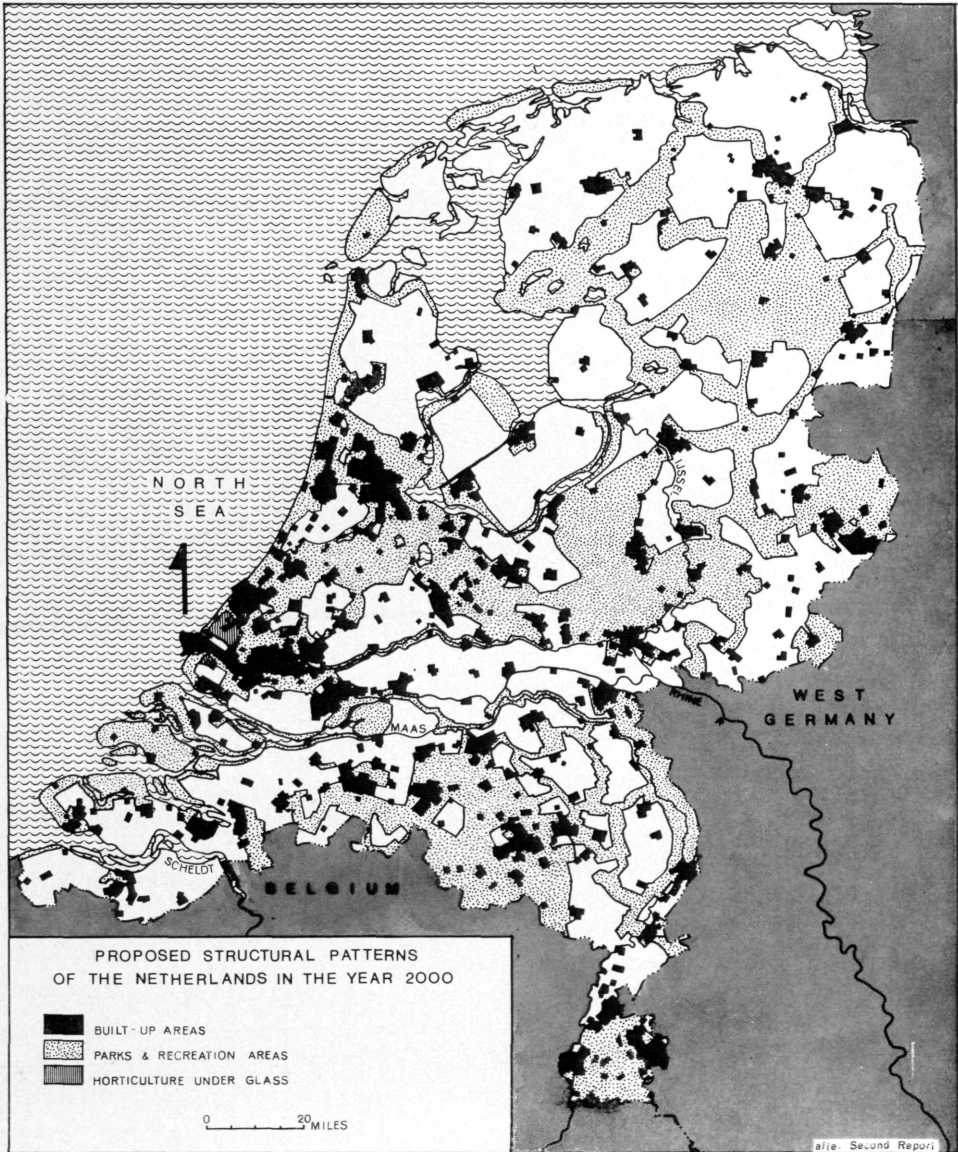 NORTH
SEA
IJSSEL
RHINE
WEST
GERMANY
MAAS
SCHELDT
BELGIUM
PROPOSED STRUCTURAL PATTERNS
OF THE NETHERLANDS IN THE YEAR 2000
BUILT-UP AREAS
PARKS & RECREATION AREAS
HORTICULTURE UNDER GLASS
0 20 MILES
Second Report